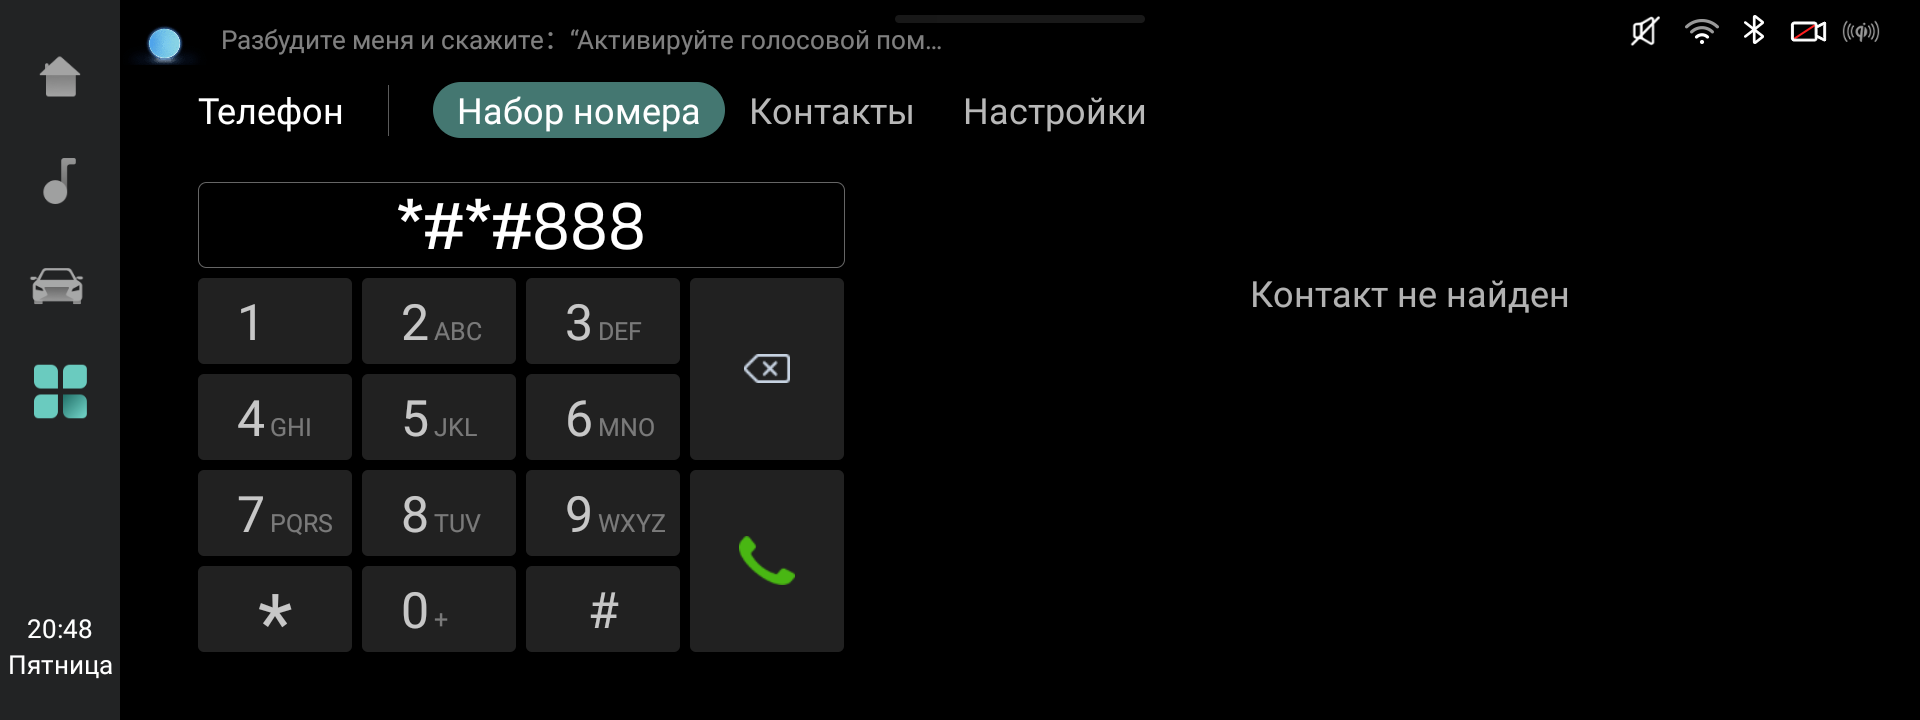 Разбудите меня и скажите: “Активируйте голосовой пом...
Телефон
Набор номера
Контакты
Настройки
*#*#888
Контакт не найден
1
2 ABC
3 DEF
4 GHI
5 JKL
6 MNO
7 PQRS
8 TUV
9 WXYZ
*
0 +
#
20:48
Пятница